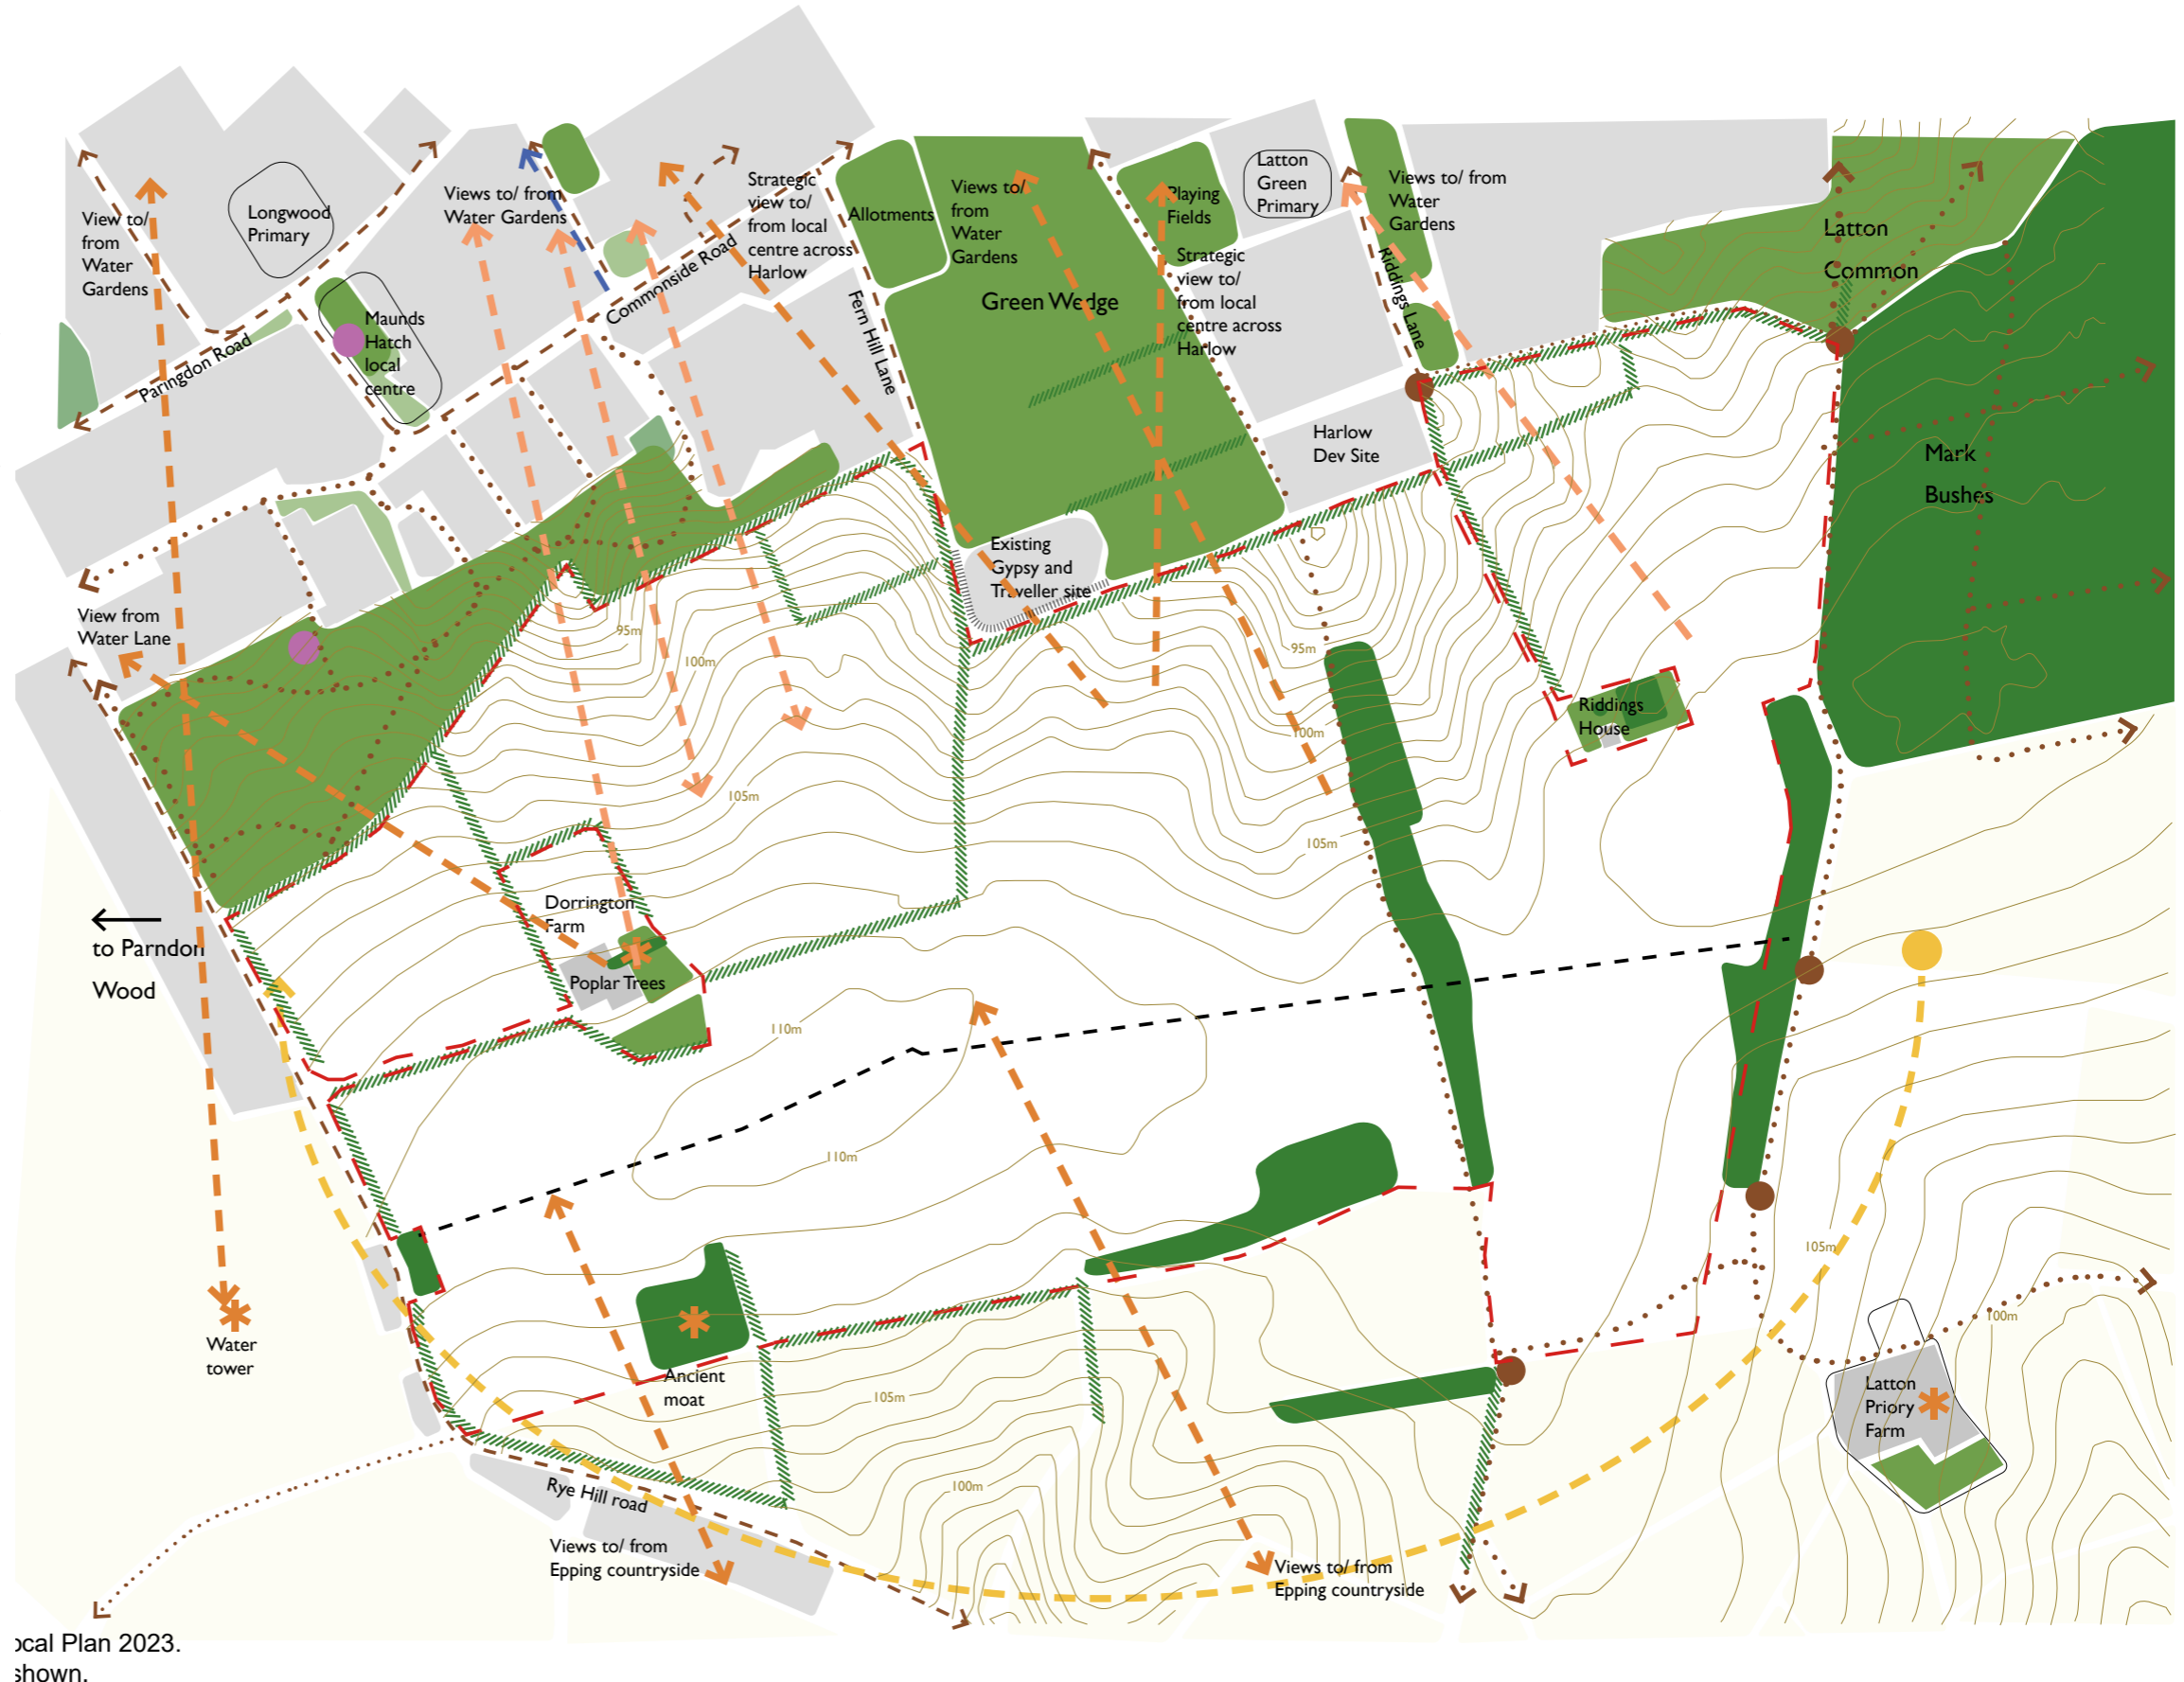 Longwood
Primary
View to/
from
Water
Gardens
Views to/ from
Water Gardens
Strategic
view to/
from local
centre across
Harlow
Allotments
Views to/
from
Water
Gardens
Green Wedge
Playing
Fields
Latton
Green
Primary
Views to/ from
Water
Gardens
Strategic
view to/
from local
centre across
Harlow
Latton
Common
Commonside Road
Fern Hill Lane
Riddings Lane
Maunds
Hatch
local
centre
Paringdon Road
Harlow
Dev Site
Mark
Bushes
Existing
Gypsy and
Traveller site
View from
Water Lane
95m
100m
95m
100m
Riddings
House
105m
105m
Dorrington
Farm
Poplar Trees
to Parndon
Wood
110m
110m
105m
100m
Water
tower
Ancient
moat
105m
Latton
Priory
Farm
100m
Rye Hill road
Views to/ from
Epping countryside
Views to/ from
Epping countryside
ocal Plan 2023.
shown.